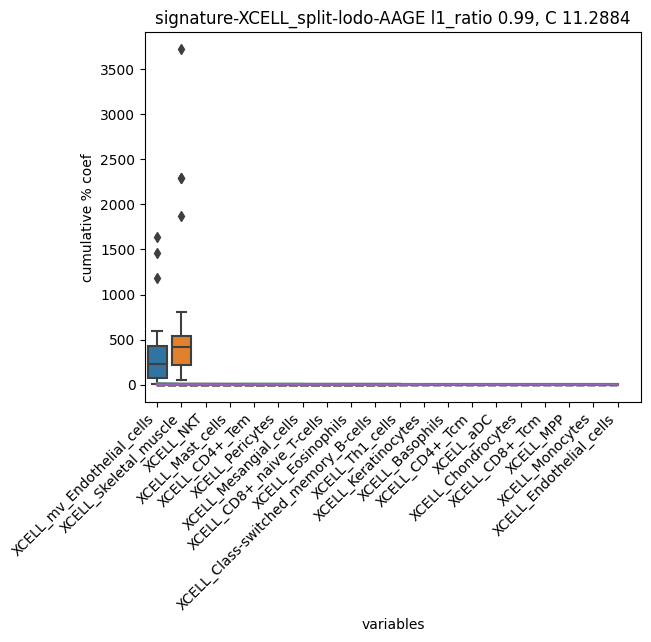 signature-XCELL_split-lodo-AAGE l1_ratio 0.99, C 11.2884
cumulative % coef
3500
3000
2500
2000
1500
1000
500
0
XCELL_mv_Endothelial_cells
XCELL_Skeletal_muscle
XCELL_NKT
XCELL_Mast_cells
XCELL_CD4+_Tem
XCELL_Pericytes
XCELL_Mesangial_cells
XCELL_CD8+_naive_T-cells
XCELL_Eosinophils
XCELL_Class-switched_memory_B-cells
XCELL_Th1_cells
XCELL_Keratinocytes
XCELL_Basophils
XCELL_CD4+_Tcm
XCELL_aDC
XCELL_Chondrocytes
XCELL_CD8+_Tcm
XCELL_MPP
XCELL_Monocytes
XCELL_Endothelial_cells
variables